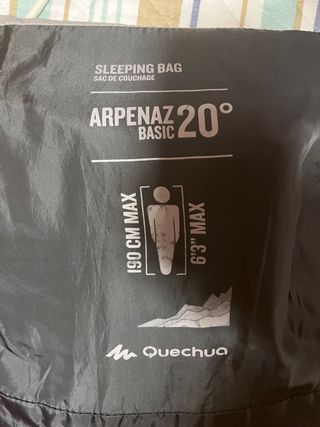 SLEEPING BAG
SAC DE COUCHAGE
ARPENAZ 20°
BASIC
190 CM MAX
6'3" MAX
Quechua